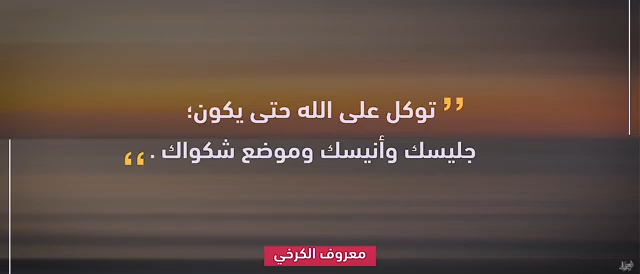 ” توكل على الله حتى يكون؛
جليسك وأنيسك وموضع شكواك . “
معروف الكرخي